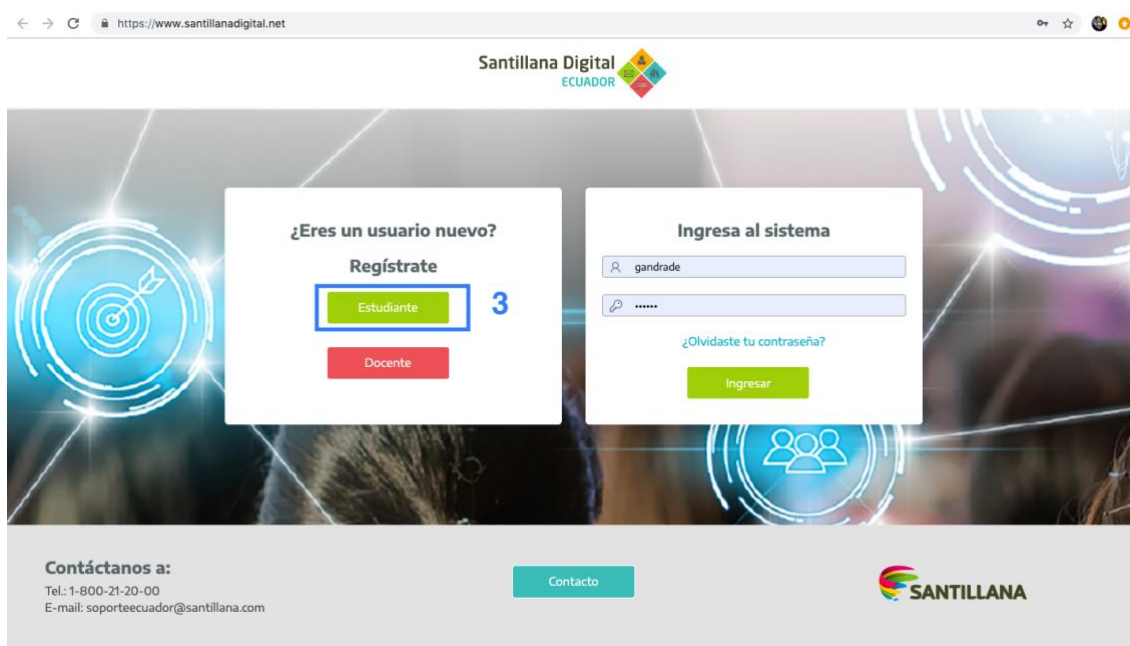 https://www.santillanadigital.net
Santillana Digital
ECUADOR
¿Eres un usuario nuevo?
Regístrate
Estudiante
3
Docente
Ingresa al sistema
gandrade
••••••
¿Olvidaste tu contraseña?
Ingresar
Contáctanos a:
Tel.: 1-800-21-20-00
E-mail: soporteecuador@santillana.com
Contacto
SANTILLANA